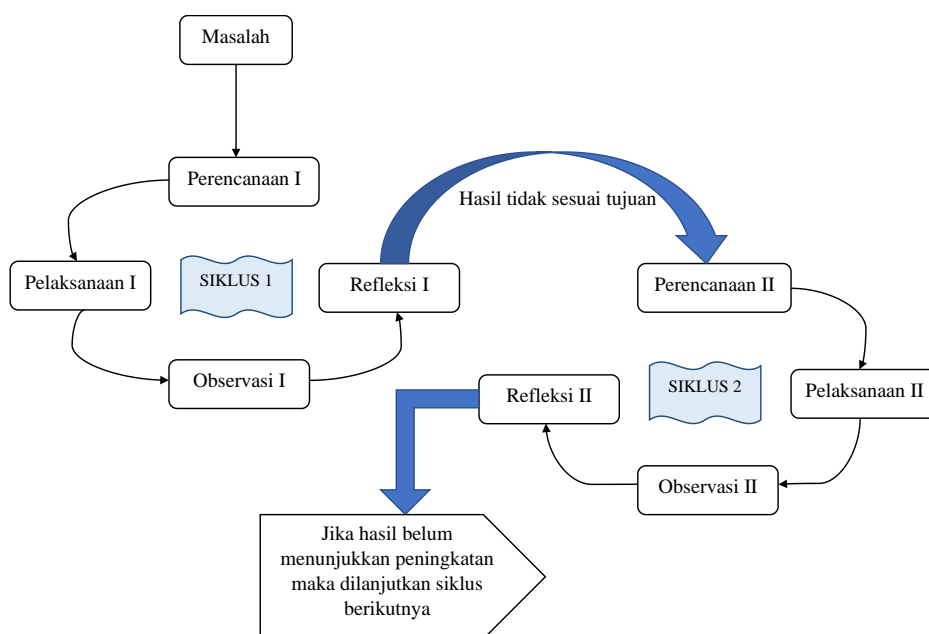 Masalah
Perencanaan I
Hasil tidak sesuai tujuan
Pelaksanaan I
SIKLUS 1
Refleksi I
Perencanaan II
Observasi I
Refleksi II
SIKLUS 2
Pelaksanaan II
Observasi II
Jika hasil belum
menunjukkan peningkatan
maka dilanjutkan siklus
berikutnya